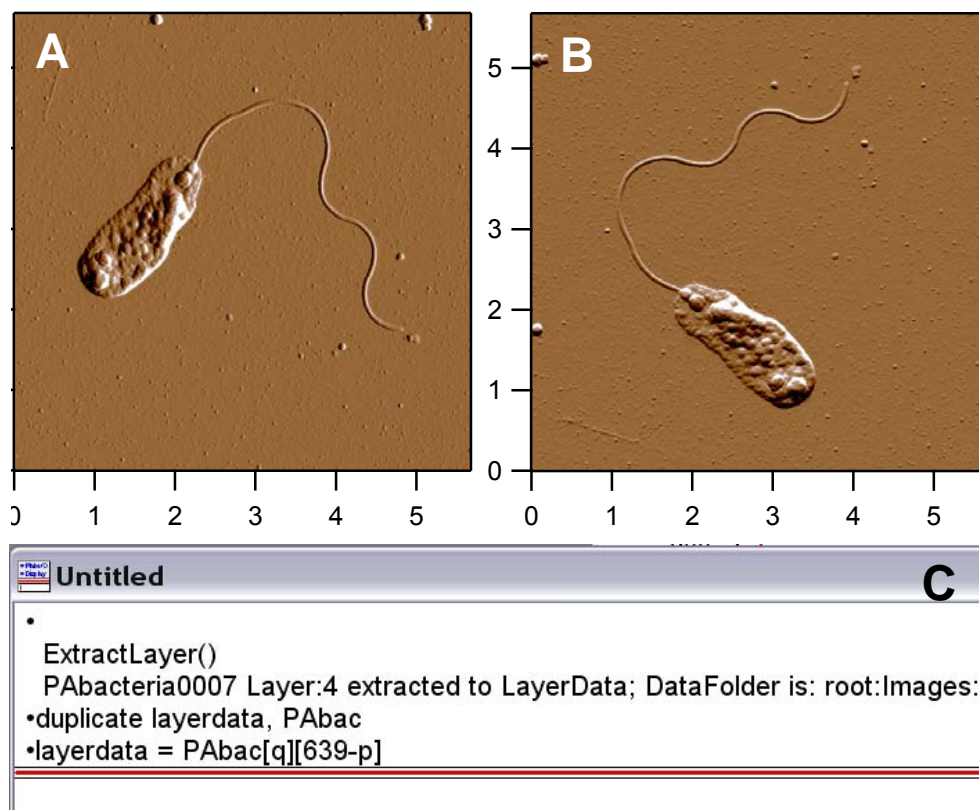 A
B
5
4
3
2
1
0
0 1 2 3 4 5
0 1 2 3 4 5
Untitled
C
•
ExtractLayer()
PAbacteria0007 Layer:4 extracted to LayerData; DataFolder is: root:Images:
•duplicate layerdata, PAbac
•layerdata = PAbac[q][639-p]